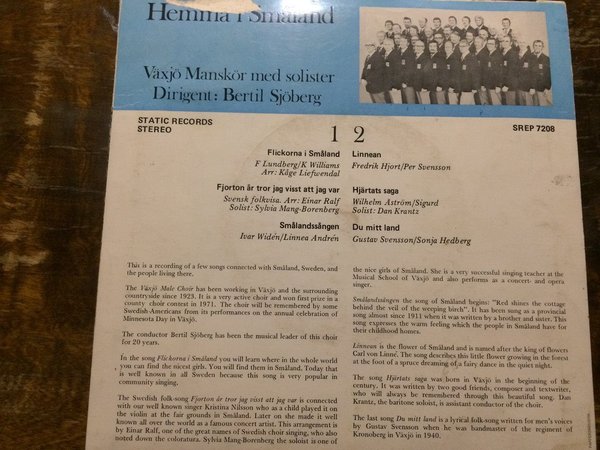 Hemma i Småland
Växjö Manskör med solister
Dirigent: Bertil Sjöberg
STATIC RECORDS
STEREO
SREP 7208
1
Flickorna i Småland
F Lundberg/K Williams
Arr: Kåge Liefwendal
Fjorton år tror jag visst att jag var
Svensk folkvisa. Arr: Einar Ralf
Solist: Sylvia Mang-Borenberg
Smålandssången
Ivar Widén/Linnea Andrén
2
Linnean
Fredrik Hjort/Per Svensson
Hjärtats saga
Wilhelm Åström/Sigurd
Solist: Dan Krantz
Du mitt land
Gustav Svensson/Sonja Hedberg
This is a recording of a few songs connected with Småland, Sweden, and
the people living there.
The Växjö Male Choir has been working in Växjö and the surrounding
countryside since 1923. It is a very active choir and won first prize in a
county choir contest in 1971. The choir will be remembered by some
Swedish-Americans from its performances on the annual celebration of
Minnesota Day in Växjö.
The conductor Bertil Sjöberg has been the musical leader of this choir
for 20 years.
In the song Flickorna i Småland you will learn where in the whole world
you can find the nicest girls. You will find them in Småland. Today that
is well known in all Sweden because this song is very popular in
community singing.
The Swedish folk-song Fjorton år tror jag visst att jag var is connected
with our well known singer Kristina Nilsson who as a child played it on
the violin at the fair grounds in Småland. Later on she made it well
known all over the world as a famous concert artist. This arrangement is
by Einar Ralf, one of the great names of Swedish choir singing, who also
noted down the coloratura. Sylvia Mang-Borenberg the soloist is one of
the nice girls of Småland. She is a very successful singing teacher at the
Musical School of Växjö and also performs as a concert- and opera
singer.
Smålandssången the song of Småland begins: "Red shines the cottage
behind the veil of the weeping birch". It has been sung as a provincial
song almost since 1911 when it was written by a brother and sister. This
song expresses the warm feeling which the people in Småland have for
their childhood homes.
Linnean is the flower of Småland and is named after the king of flowers
Carl von Linné. The song describes this little flower growing in the forest
at the foot of a spruce dreaming of a fairy dance in the quiet night.
The song Hjärtats saga was born in Växjö in the beginning of the
century. It was written by two good friends, composer and textwriter,
who will always be remembered through this beautiful song. Dan
Krantz, the baritone soloist, is assistant conductor of the choir.
The last song Du mitt land is a lyrical folk-song written for men's voices
by Gustav Svensson when he was bandmaster of the regiment of
Kronoberg in Växjö in 1940.